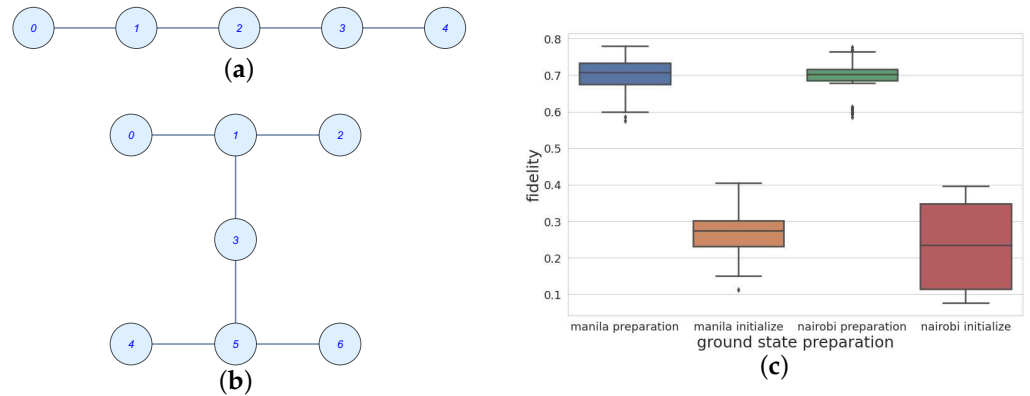 0 1 2 3 4
(a)
0 1 2
3
4 5 6
(b)
0.8
0.7
0.6
0.5
0.4
0.3
0.2
0.1
fidelity
manila preparation manila initialize nairobi preparation nairobi initialize
ground state preparation
(c)